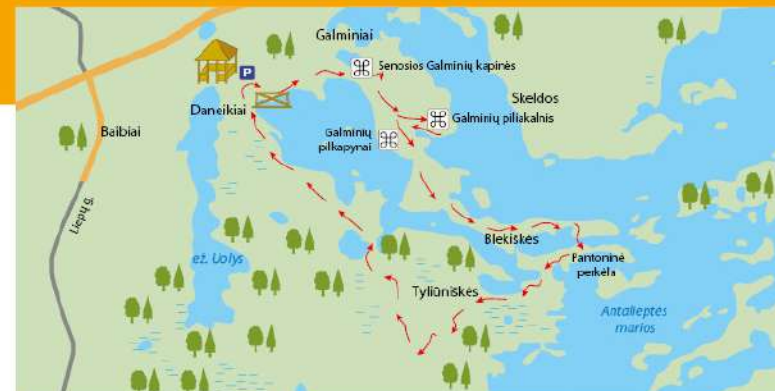 Galminiai
Senosios Galminių kapinės
P
Skeldos
Daneikiai
Galminių piliakalnis
Baibiai
Galminių
pilkapynai
Liepų g.
Blekiškės
Pantoninė
perkėla
ež. Uolys
Tyliūniškės
Antalieptės
marios